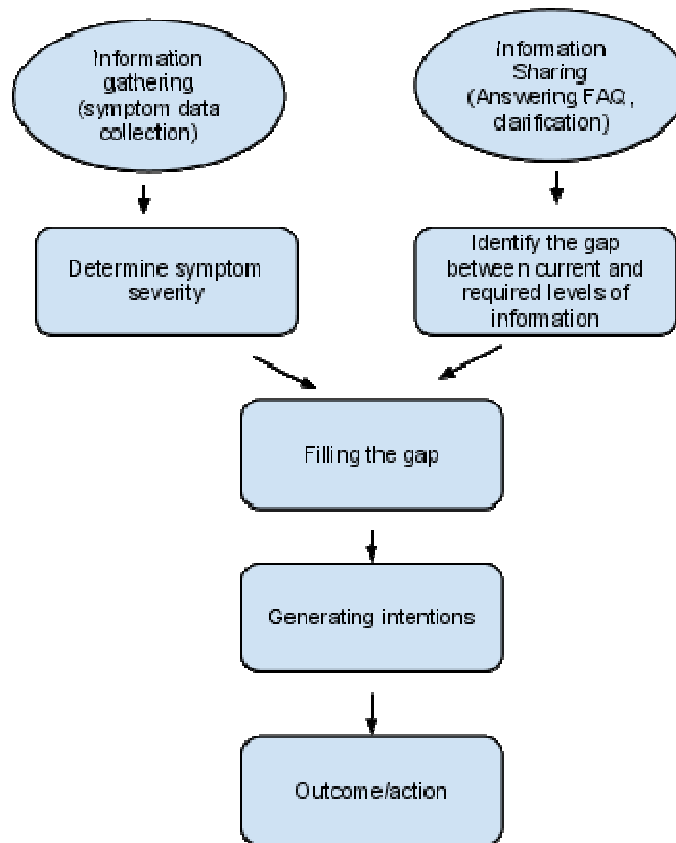 Information
gathering
(symptom data
collection)
Information
Sharing
(Answering FAQ,
clarification)
Determine symptom
severity
Identify the gap
between current and
required levels of
information
Filling the gap
Generating intentions
Outcome/action